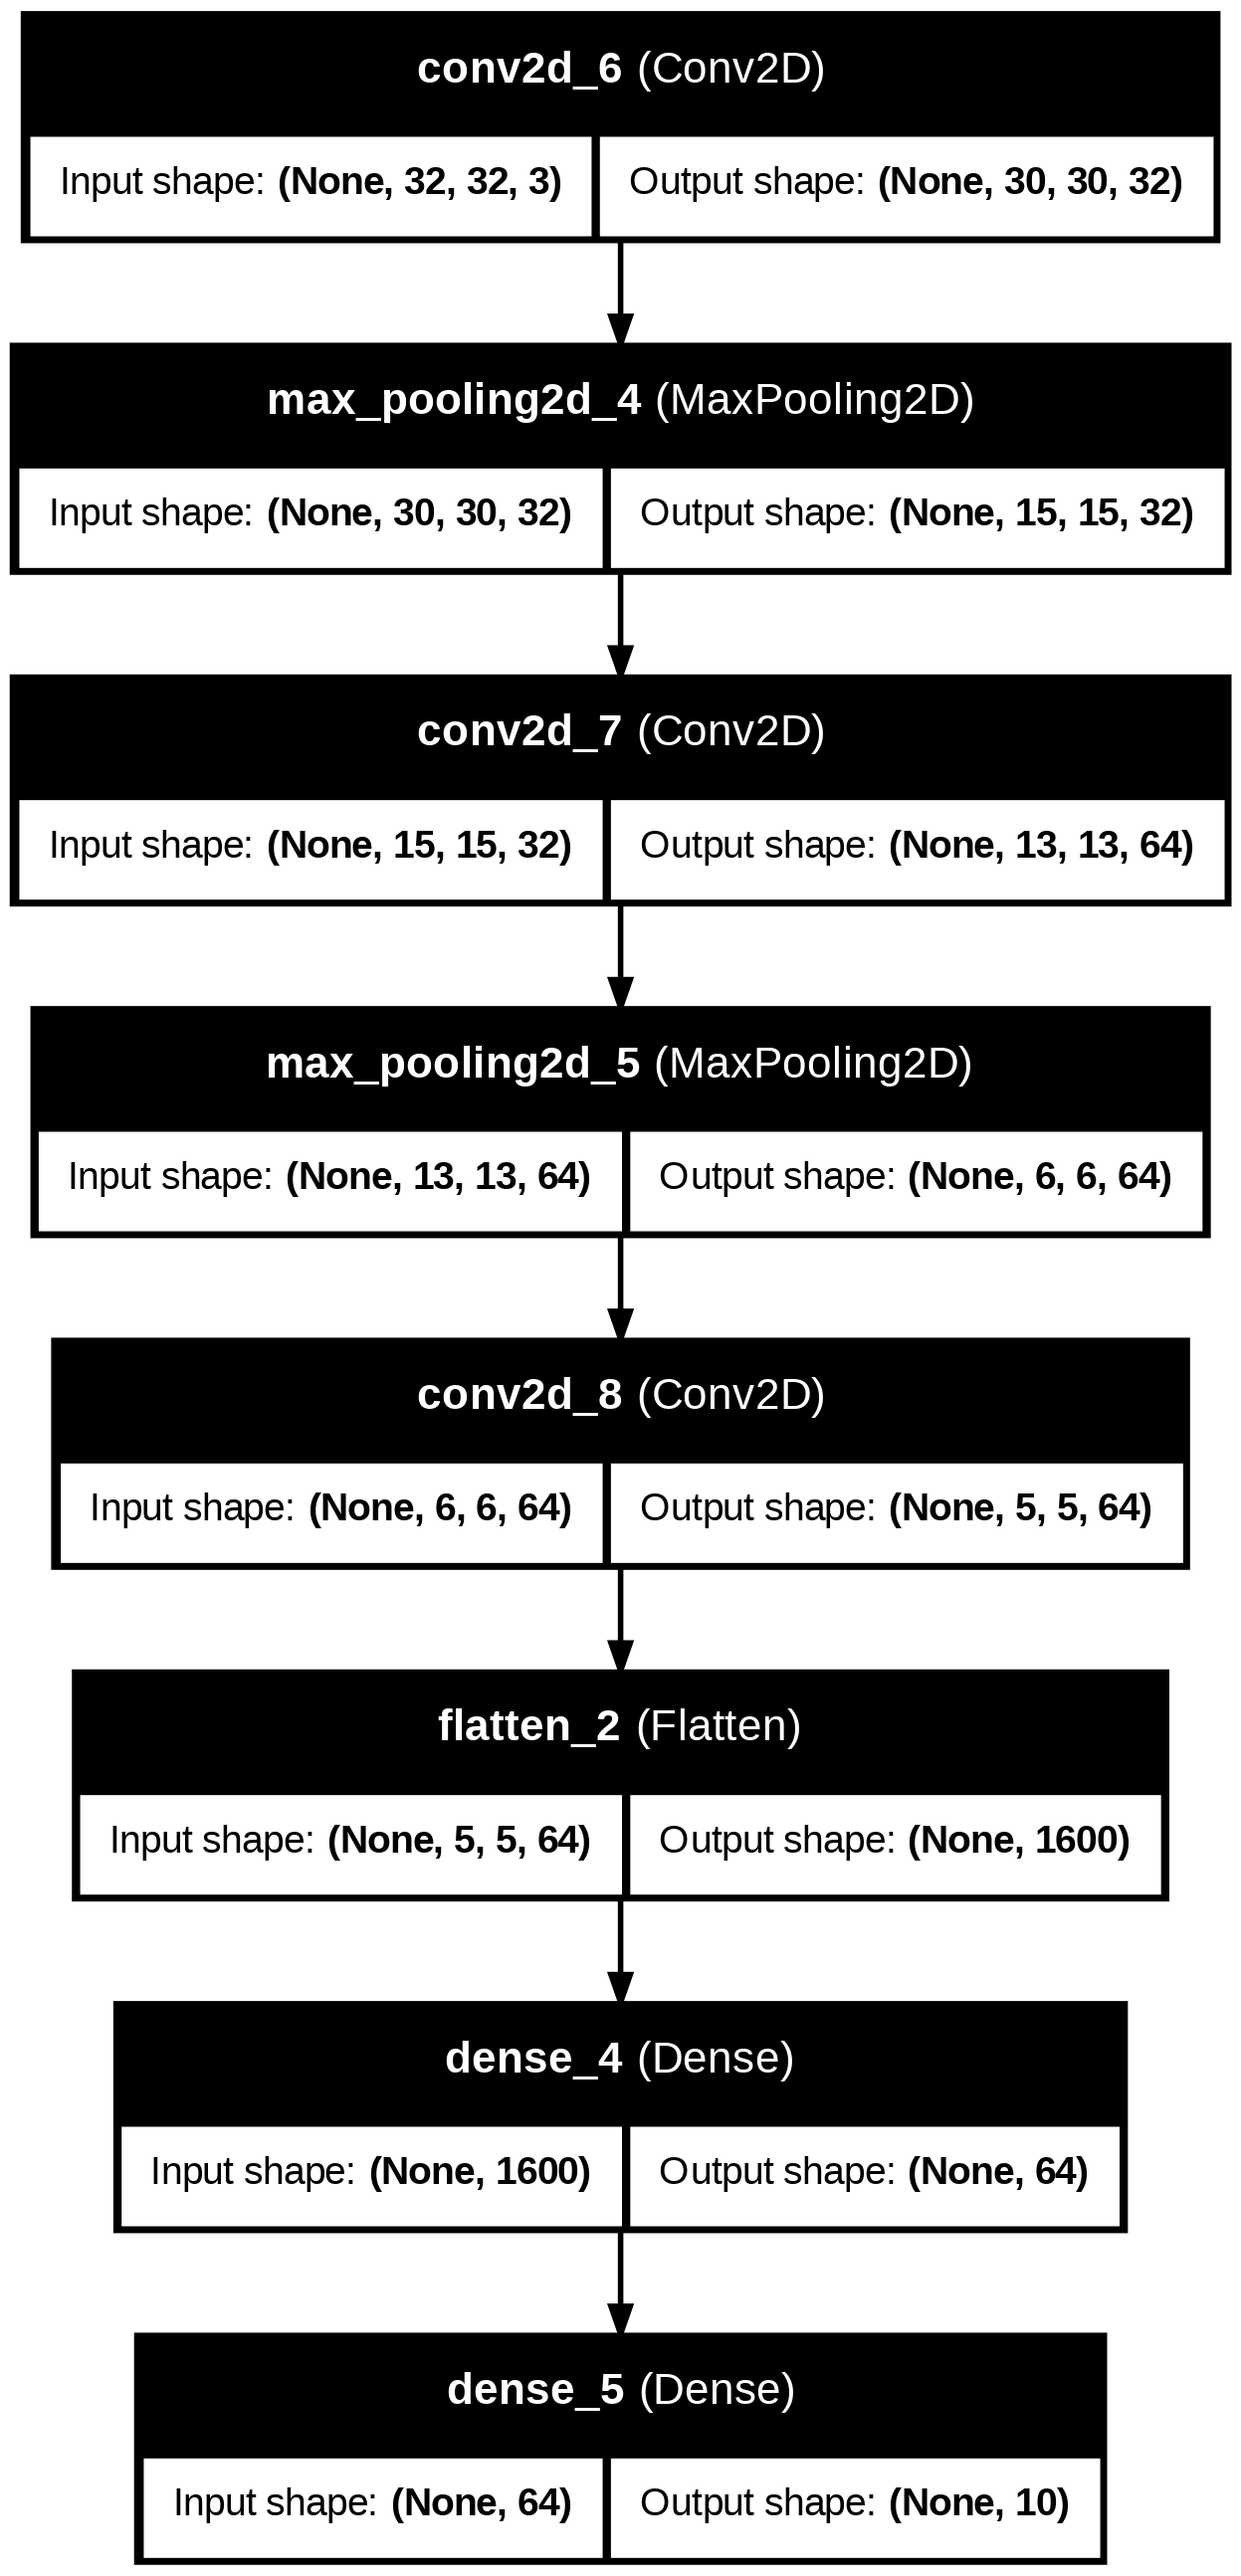 conv2d_6 (Conv2D)
Input shape: (None, 32, 32, 3) Output shape: (None, 30, 30, 32)
max_pooling2d_4 (MaxPooling2D)
Input shape: (None, 30, 30, 32) Output shape: (None, 15, 15, 32)
conv2d_7 (Conv2D)
Input shape: (None, 15, 15, 32) Output shape: (None, 13, 13, 64)
max_pooling2d_5 (MaxPooling2D)
Input shape: (None, 13, 13, 64) Output shape: (None, 6, 6, 64)
conv2d_8 (Conv2D)
Input shape: (None, 6, 6, 64) Output shape: (None, 5, 5, 64)
flatten_2 (Flatten)
Input shape: (None, 5, 5, 64) Output shape: (None, 1600)
dense_4 (Dense)
Input shape: (None, 1600) Output shape: (None, 64)
dense_5 (Dense)
Input shape: (None, 64) Output shape: (None, 10)